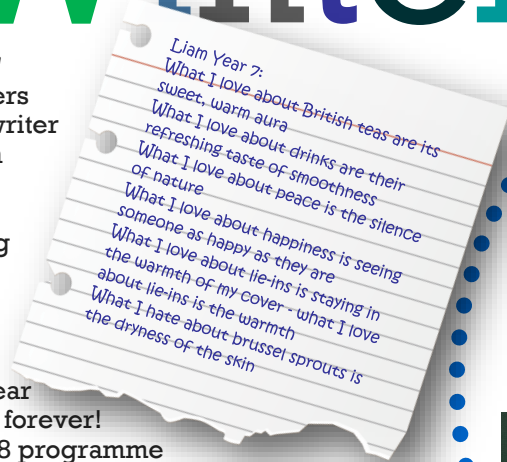 Winte
ers
writer
g
ear
forever!
8 programme
Liam Year 7:
What I love about British teas are its
sweet, warm aura
What I love about drinks are their
refreshing taste of smoothness
What I love about peace is the silence
of nature
What I love about happiness is seeing
someone as happy as they are
What I love about lie-ins is staying in
the warmth of my cover - what I love
about lie-ins is the warmth
What I hate about brussel sprouts is
the dryness of the skin